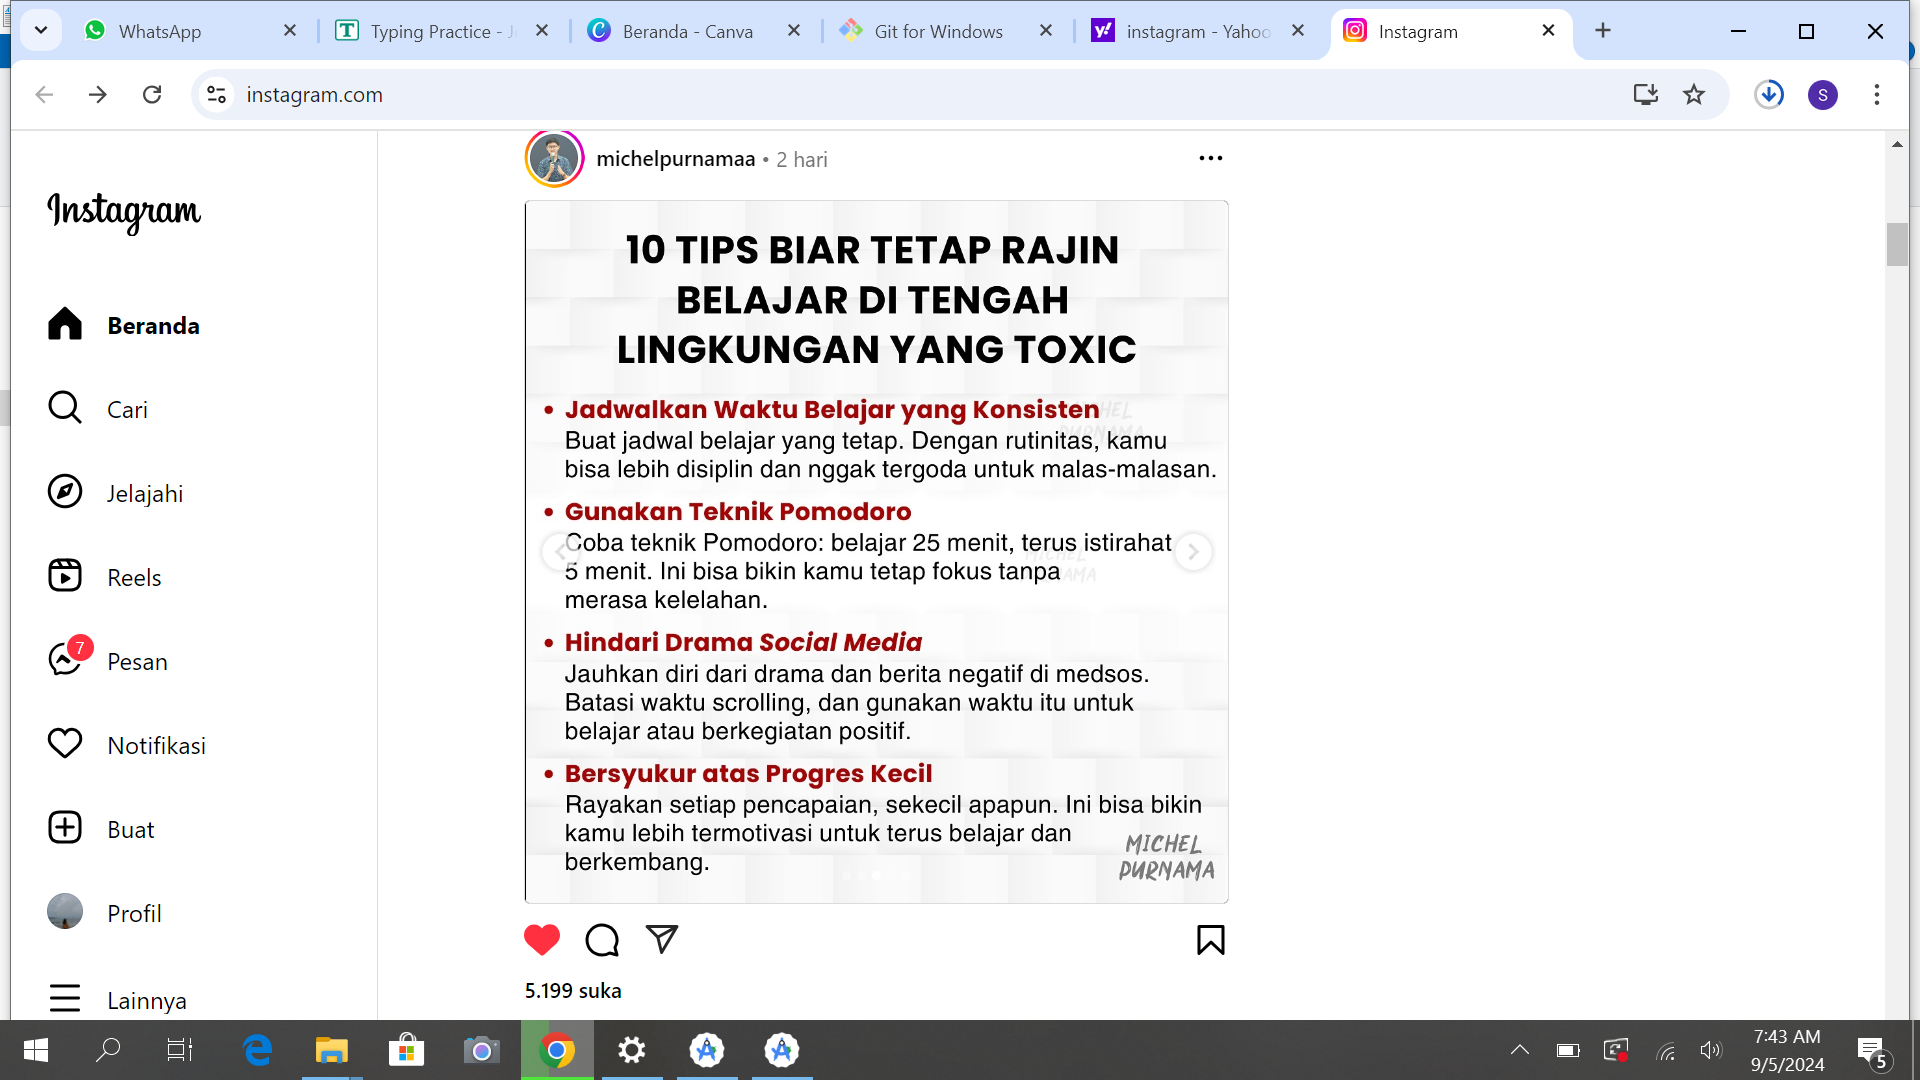 WhatsApp
Typing Practice -
Beranda - Canva
Git for Windows
instagram - Yahoo
Instagram
instagram.com
S
Instagram
Beranda
Cari
Jelajahi
Reels
7
Pesan
Notifikasi
Buat
Profil
Lainnya
michelpurnamaa • 2 hari
10 TIPS BIAR TETAP RAJIN
BELAJAR DI TENGAH
LINGKUNGAN YANG TOXIC
• Jadwalkan Waktu Belajar yang Konsisten
Buat jadwal belajar yang tetap. Dengan rutinitas, kamu
bisa lebih disiplin dan nggak tergoda untuk malas-malasan.
• Gunakan Teknik Pomodoro
Coba teknik Pomodoro: belajar 25 menit, terus istirahat
5 menit. Ini bisa bikin kamu tetap fokus tanpa
merasa kelelahan.
• Hindari Drama Social Media
Jauhkan diri dari drama dan berita negatif di medsos.
Batasi waktu scrolling, dan gunakan waktu itu untuk
belajar atau berkegiatan positif.
• Bersyukur atas Progres Kecil
Rayakan setiap pencapaian, sekecil apapun. Ini bisa bikin
kamu lebih termotivasi untuk terus belajar dan
berkembang.
MICHEL
PURNAMA
5.199 suka
7:43 AM
9/5/2024
5